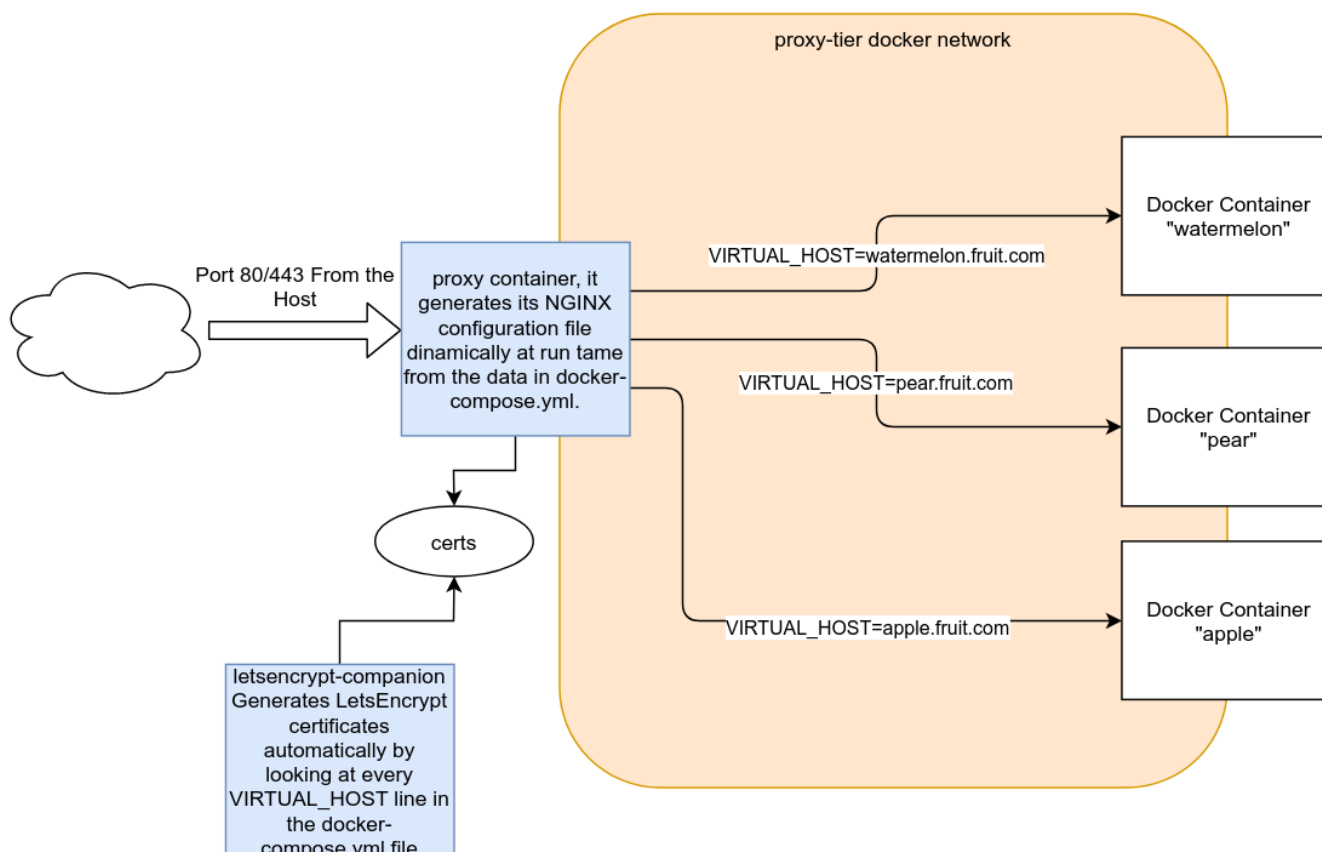 proxy-tier docker network
Docker Container
"watermelon"
VIRTUAL_HOST=watermelon.fruit.com
Port 80/443 From the
Host
proxy container, it
generates its NGINX
configuration file
dinamically at run tame
from the data in docker-
compose.yml.
VIRTUAL_HOST=pear.fruit.com
Docker Container
"pear"
certs
Docker Container
"apple"
VIRTUAL_HOST=apple.fruit.com
letsencrypt-companion
Generates LetsEncrypt
certificates
automatically by
looking at every
VIRTUAL_HOST line in
the docker-
compose.yml file